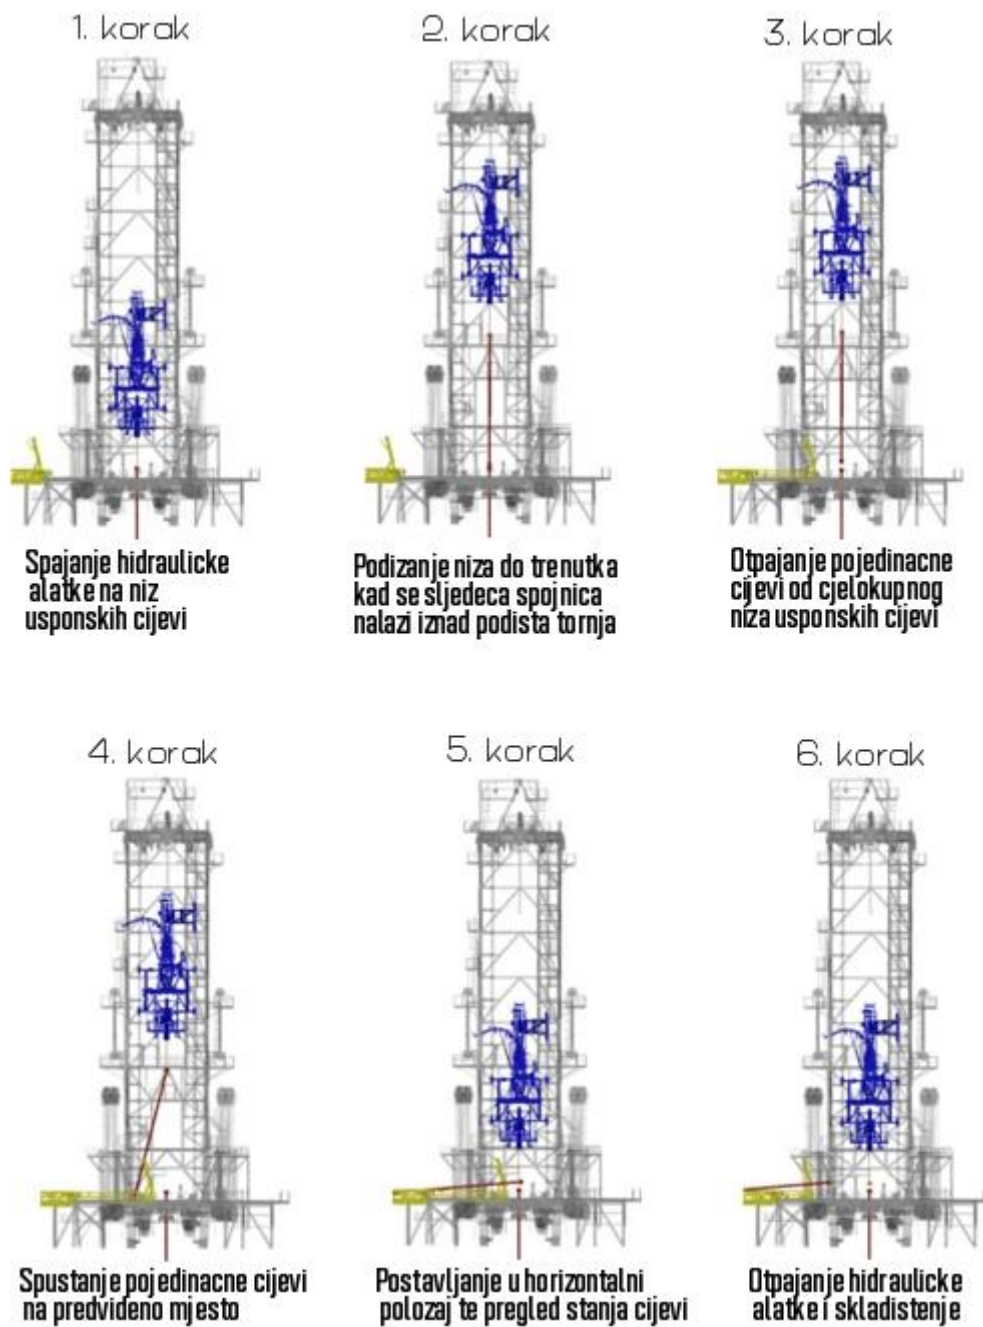 1. korak
2. korak
3. korak
Spajanje hidraulicke
alatke na niz
usponskih cijevi
Podizanje niza do trenutka
kad se sljedeca spojnica
nalazi iznad podista tornja
Otpajanje pojedinacne
cijevi od cjelokupnog
niza usponskih cijevi
4. korak
5. korak
6. korak
Spustanje pojedinacne cijevi
na predvideno mjesto
Postavljanje u horizontalni
polozaj te pregled stanja cijevi
Otpajanje hidraulicke
alatke i skladistenje